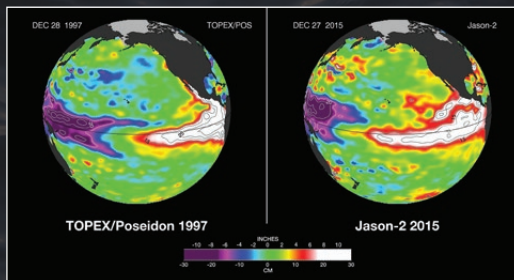 DEC 28 1997
TOPEX/POS
DEC 27 2015
Jason-2
TOPEX/Poseidon 1997
Jason-2 2015
INCHES
-10 -8 -6 -4 -2 0 2 4 6 8 10
-30 -20 -10 0 10 20 30
CM